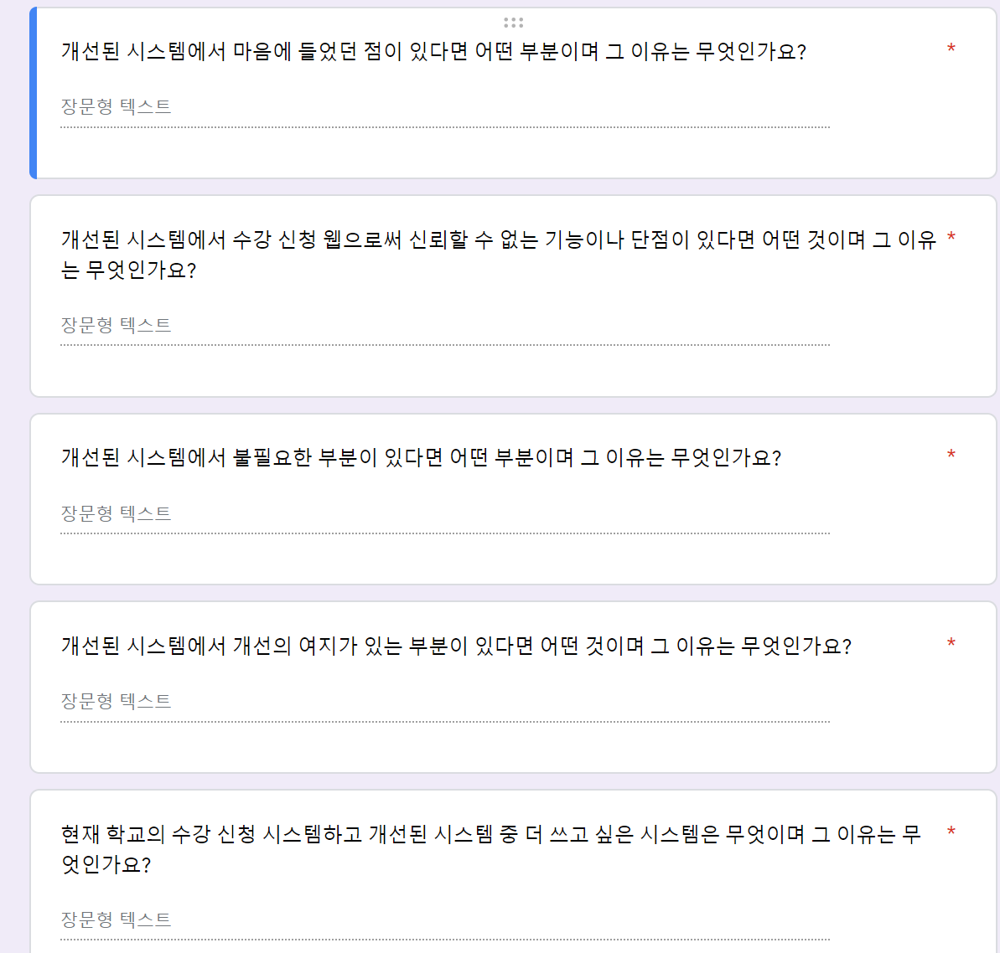 개선된 시스템에서 마음에 들었던 점이 있다면 어떤 부분이며 그 이유는 무엇인가요? *
장문형 텍스트
개선된 시스템에서 수강 신청 웹으로써 신뢰할 수 없는 기능이나 단점이 있다면 어떤 것이며 그 이유 *
는 무엇인가요?
장문형 텍스트
개선된 시스템에서 불필요한 부분이 있다면 어떤 부분이며 그 이유는 무엇인가요? *
장문형 텍스트
개선된 시스템에서 개선의 여지가 있는 부분이 있다면 어떤 것이며 그 이유는 무엇인가요? *
장문형 텍스트
현재 학교의 수강 신청 시스템하고 개선된 시스템 중 더 쓰고 싶은 시스템은 무엇이며 그 이유는 무 *
엇인가요?
장문형 텍스트